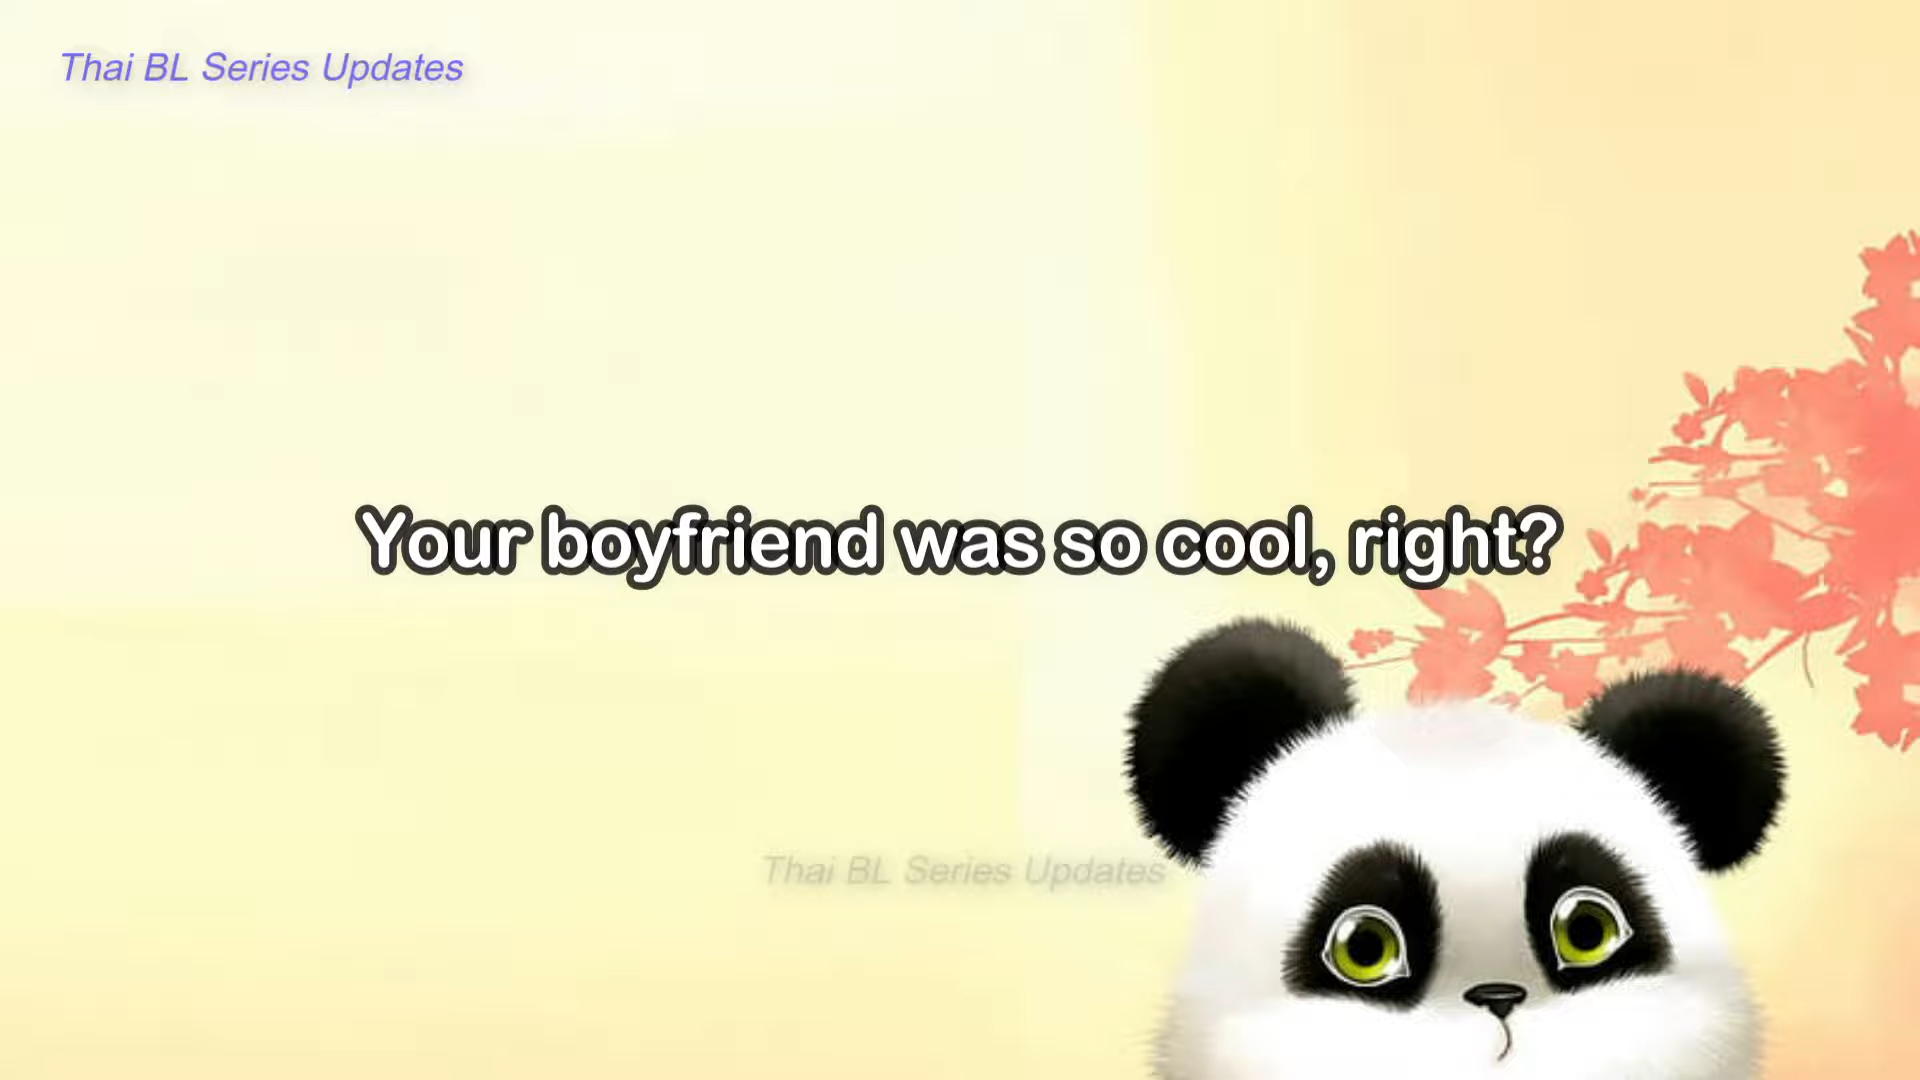 Thai BL Series Updates
Your boyfriend was so cool, right?
Thai BL Series Updates